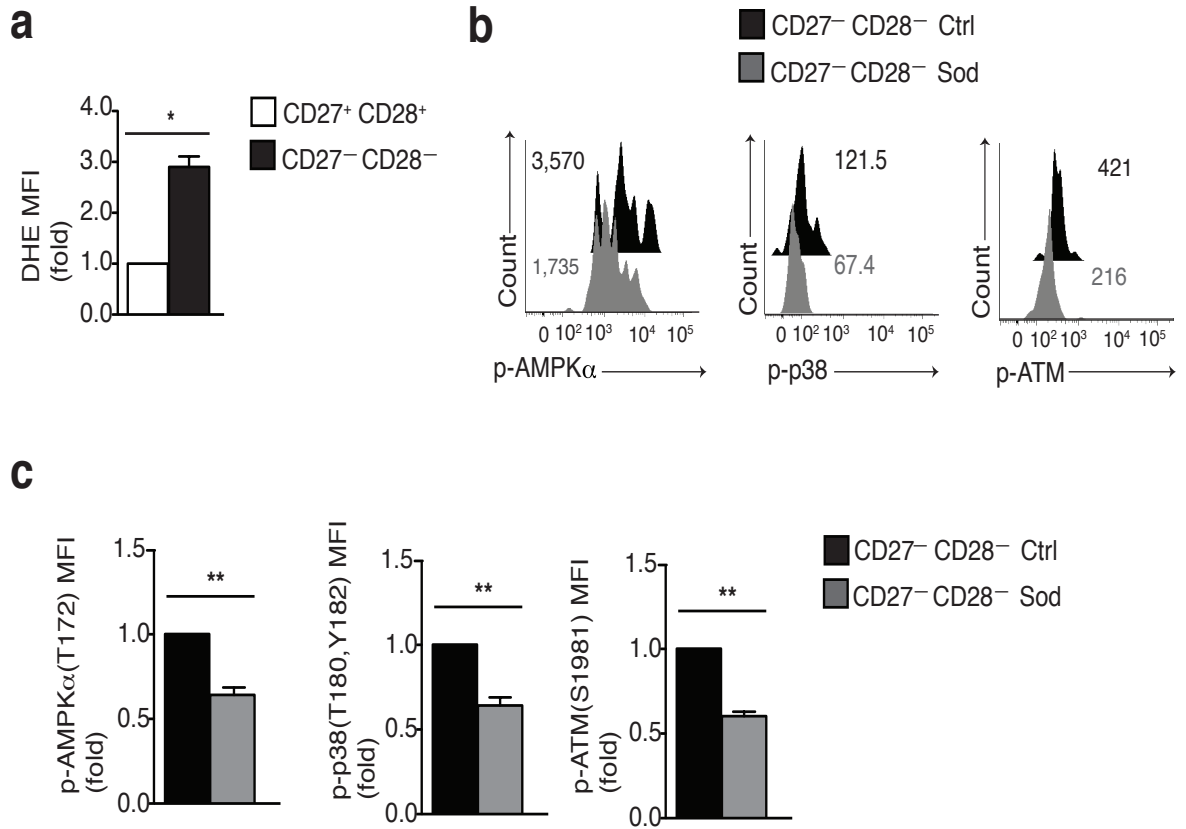 a
4.0
3.0
2.0
1.0
0.0
DHE MFI
(fold)
*
CD27⁺ CD28⁺
CD27⁻ CD28⁻
b
CD27⁻ CD28⁻ Ctrl
CD27⁻ CD28⁻ Sod
3,570
1,735
Count
0 10² 10³ 10⁴ 10⁵
p-AMPKα
121.5
67.4
Count
0 10² 10³ 10⁴ 10⁵
p-p38
421
216
Count
0 10² 10³ 10⁴ 10⁵
p-ATM
c
p-AMPKα(T172) MFI
(fold)
1.5
1.0
0.5
0.0
**
p-p38(T180,Y182) MFI
(fold)
1.5
1.0
0.5
0.0
**
p-ATM(S1981) MFI
(fold)
1.5
1.0
0.5
0.0
**
CD27⁻ CD28⁻ Ctrl
CD27⁻ CD28⁻ Sod